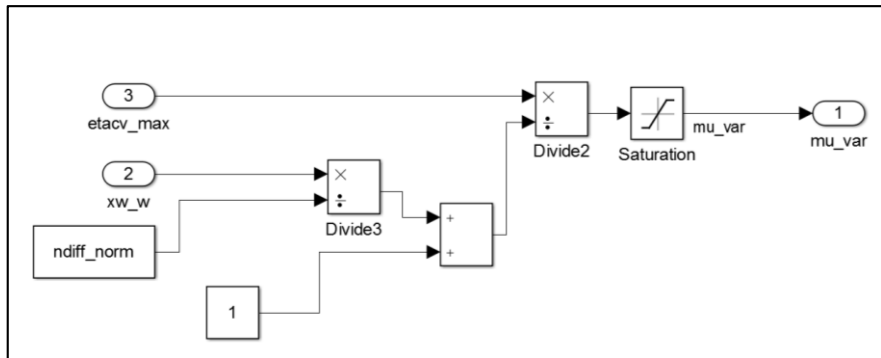 3
etacv_max
×
÷
Divide2
Saturation
mu_var
1
mu_var
2
xw_w
×
÷
Divide3
ndiff_norm
+
+
1